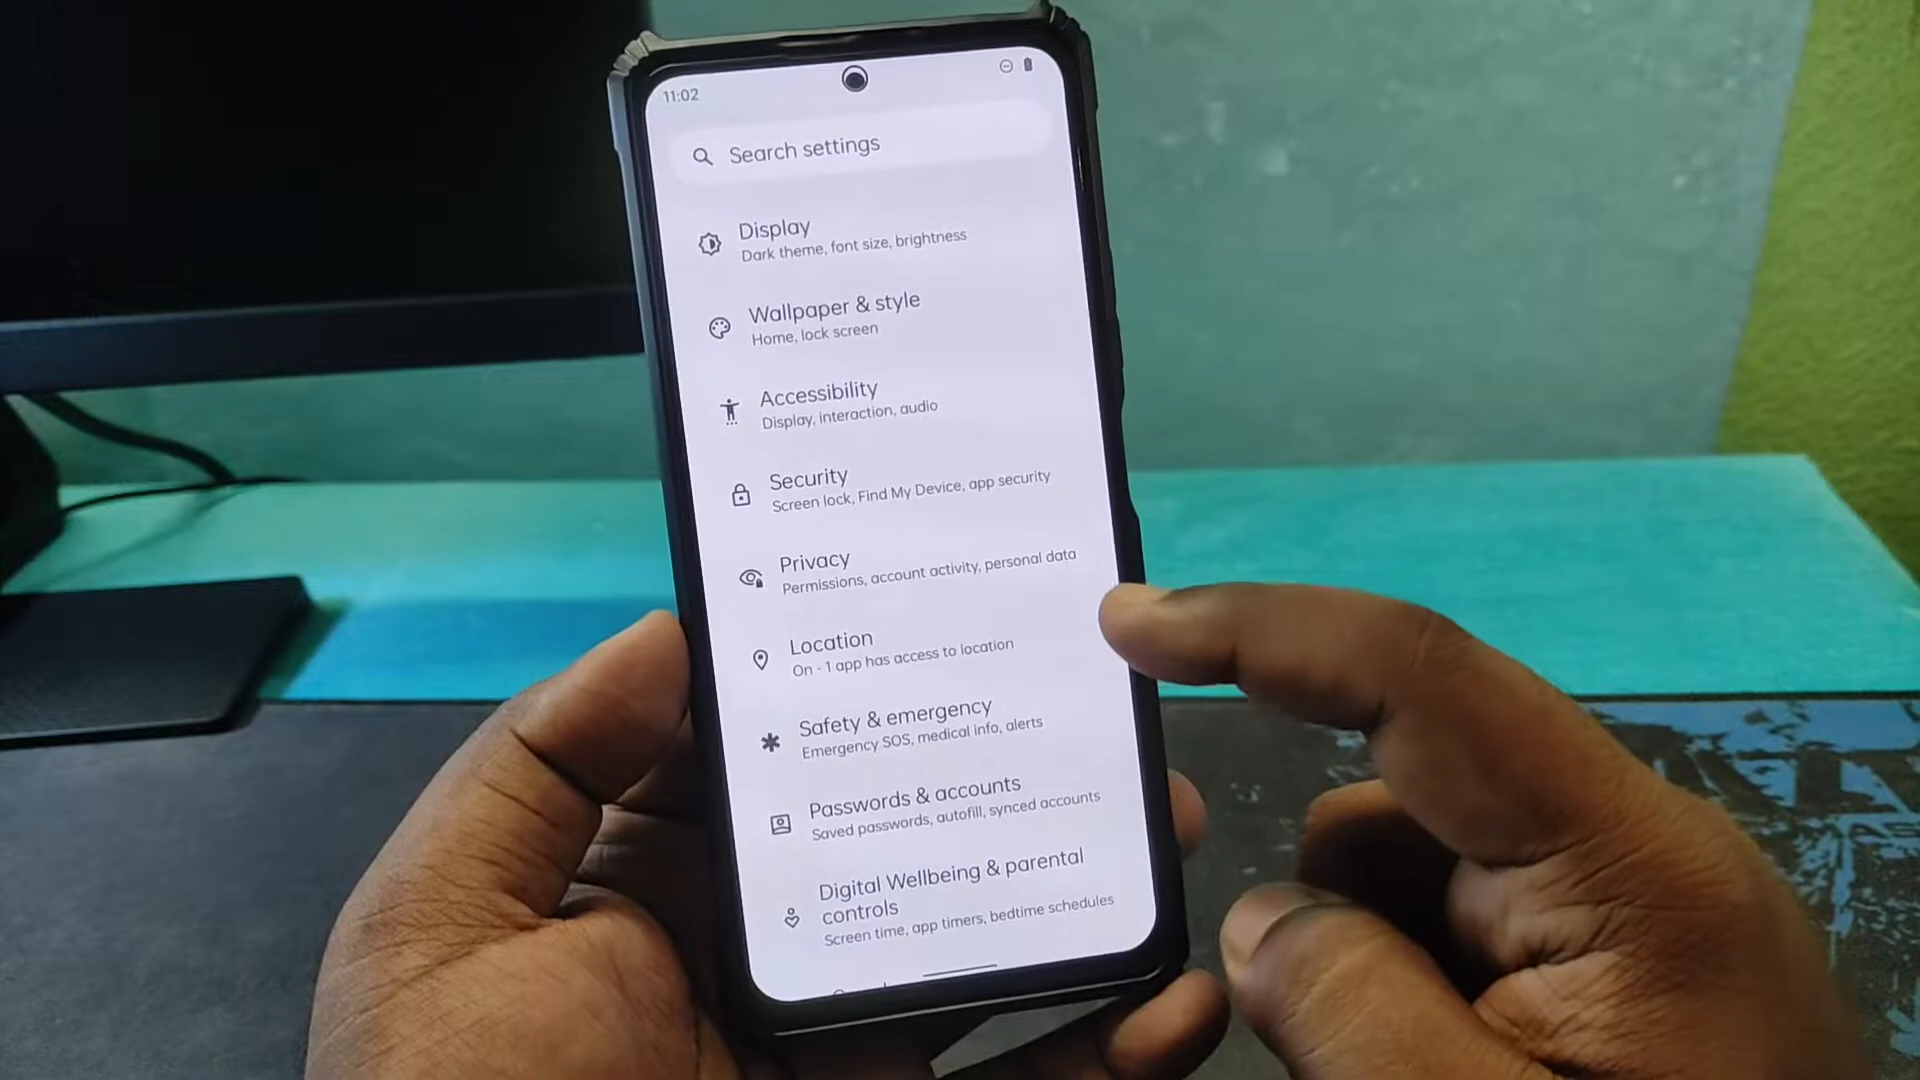 11:02
Search settings
Display
Dark theme, font size, brightness
Wallpaper & style
Home, lock screen
Accessibility
Display, interaction, audio
Security
Screen lock, Find My Device, app security
Privacy
Permissions, account activity, personal data
Location
On - 1 app has access to location
Safety & emergency
Emergency SOS, medical info, alerts
Passwords & accounts
Saved passwords, autofill, synced accounts
Digital Wellbeing & parental
controls
Screen time, app timers, bedtime schedules